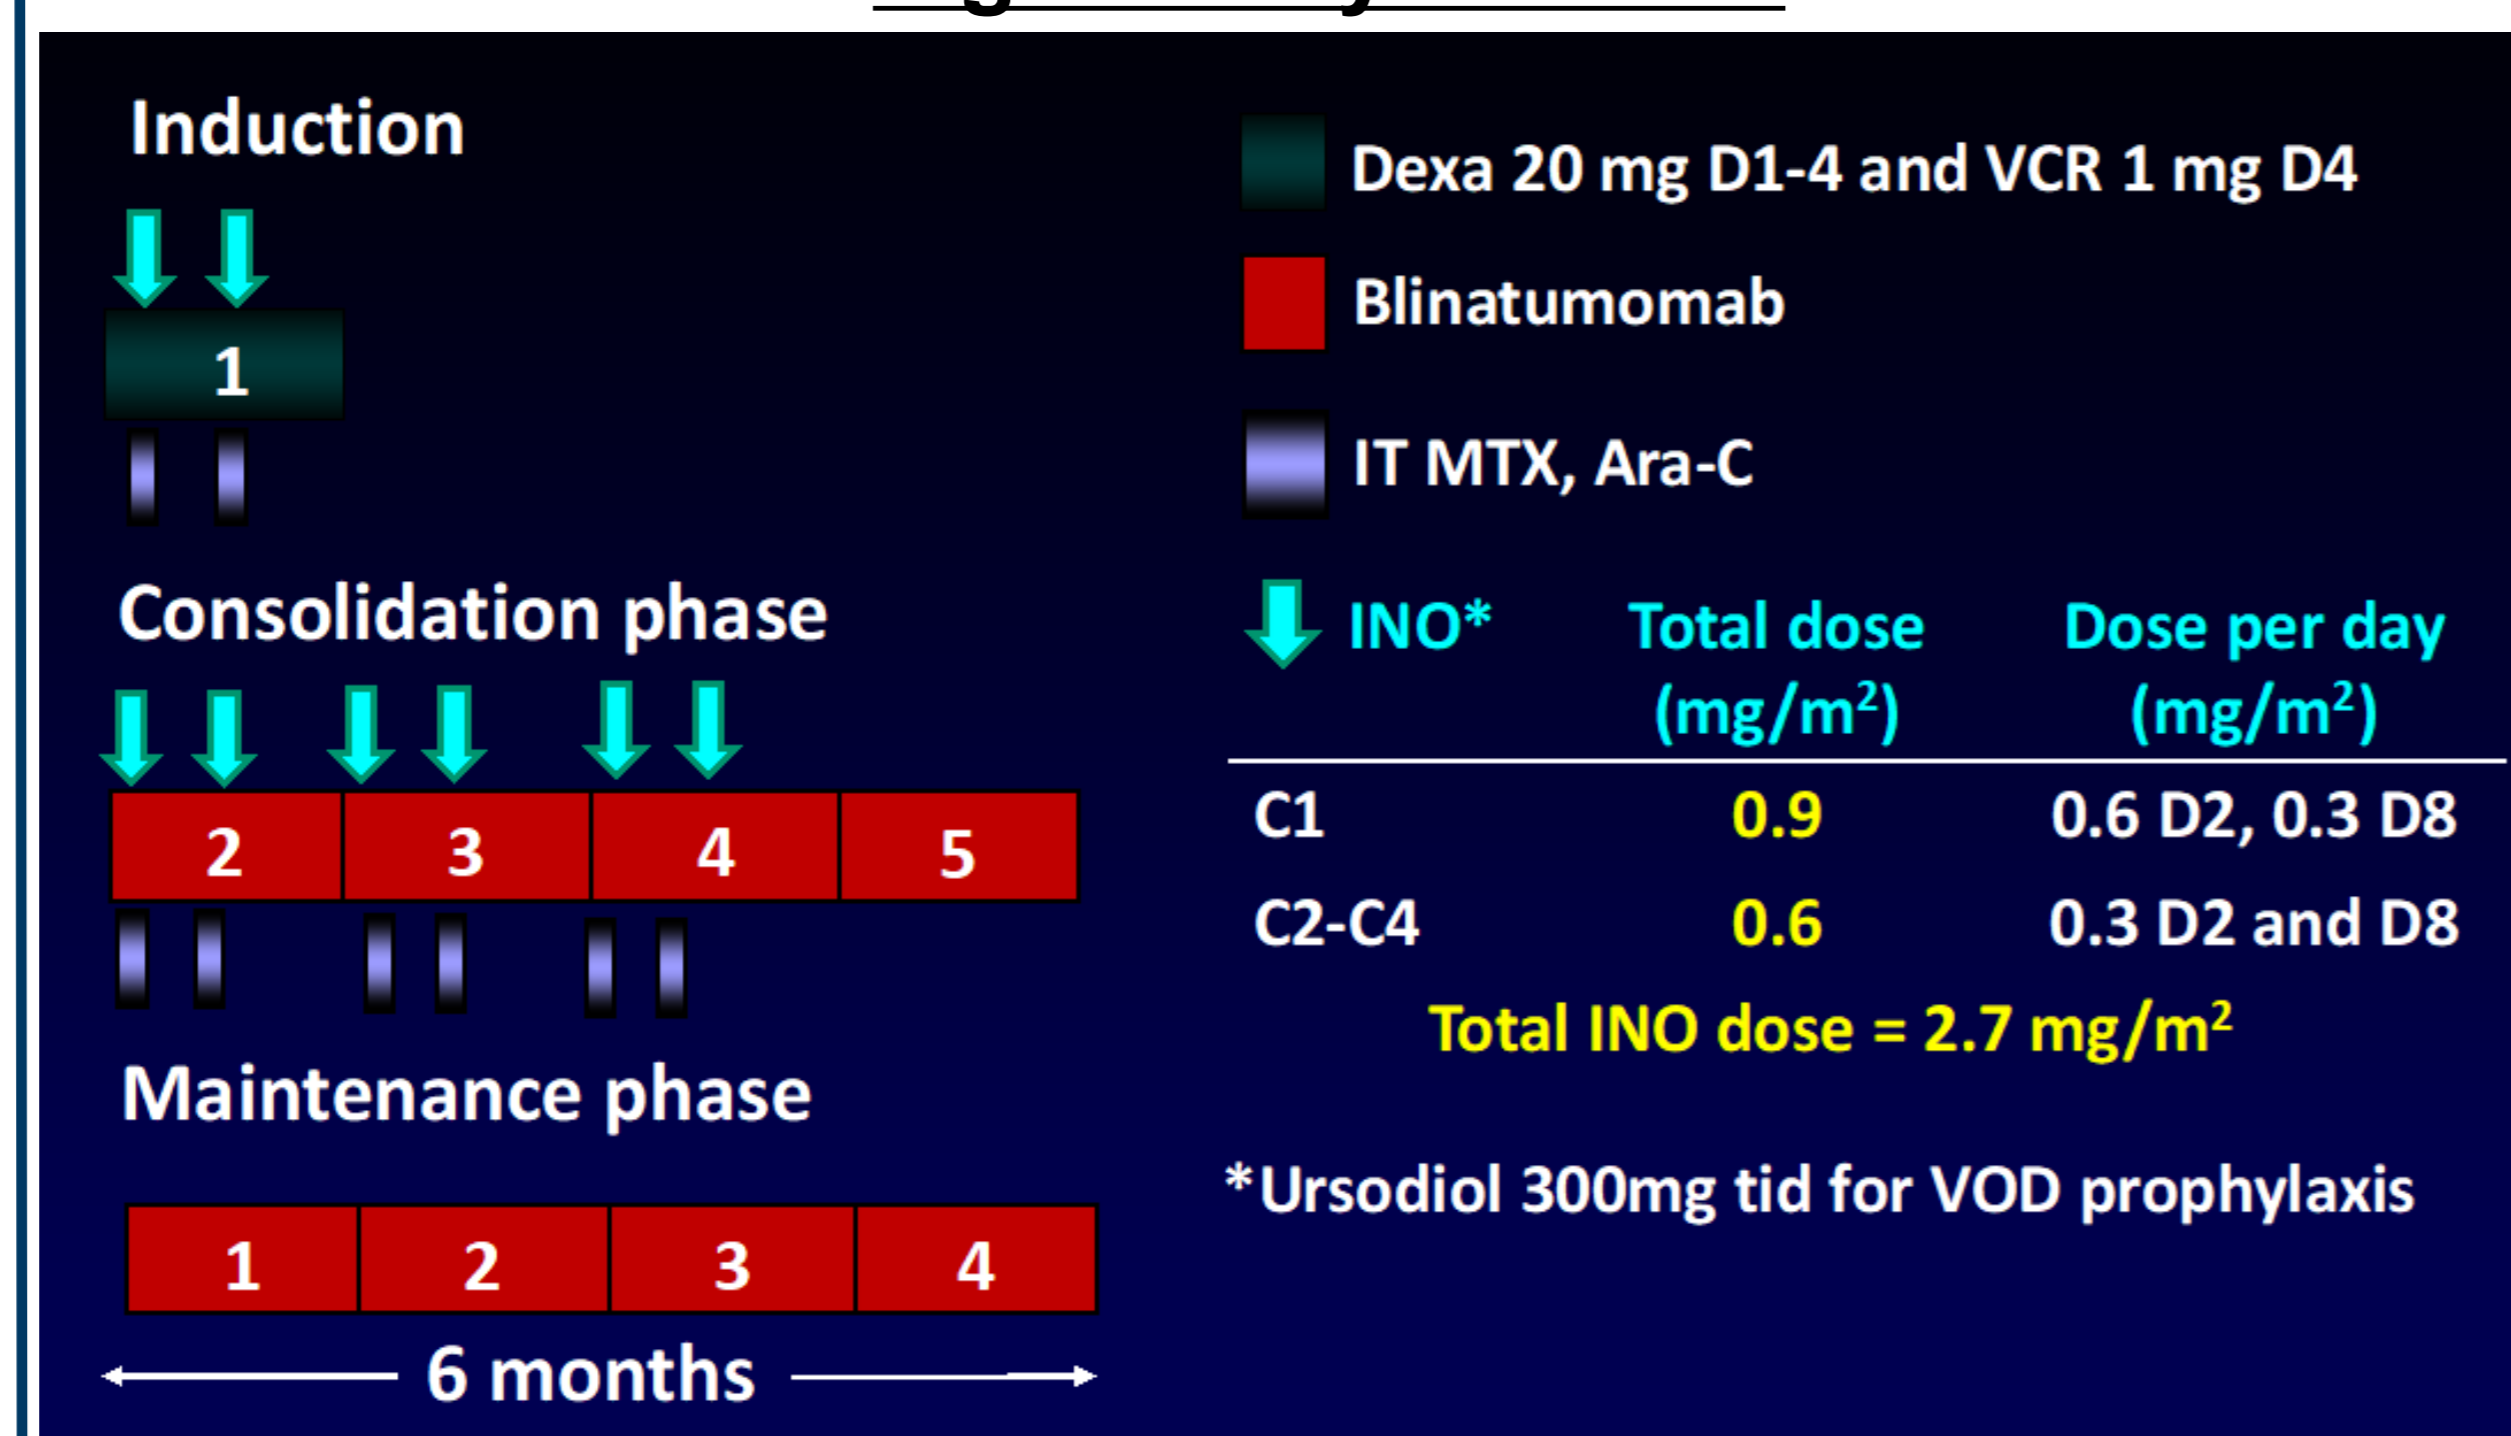 Induction
1
Consolidation phase
2 3 4 5
Maintenance phase
1 2 3 4
6 months
Dexa 20 mg D1-4 and VCR 1 mg D4
Blinatumomab
IT MTX, Ara-C
INO* Total dose (mg/m²) Dose per day (mg/m²)
C1 0.9 0.6 D2, 0.3 D8
C2-C4 0.6 0.3 D2 and D8
Total INO dose = 2.7 mg/m²
*Ursodiol 300mg tid for VOD prophylaxis